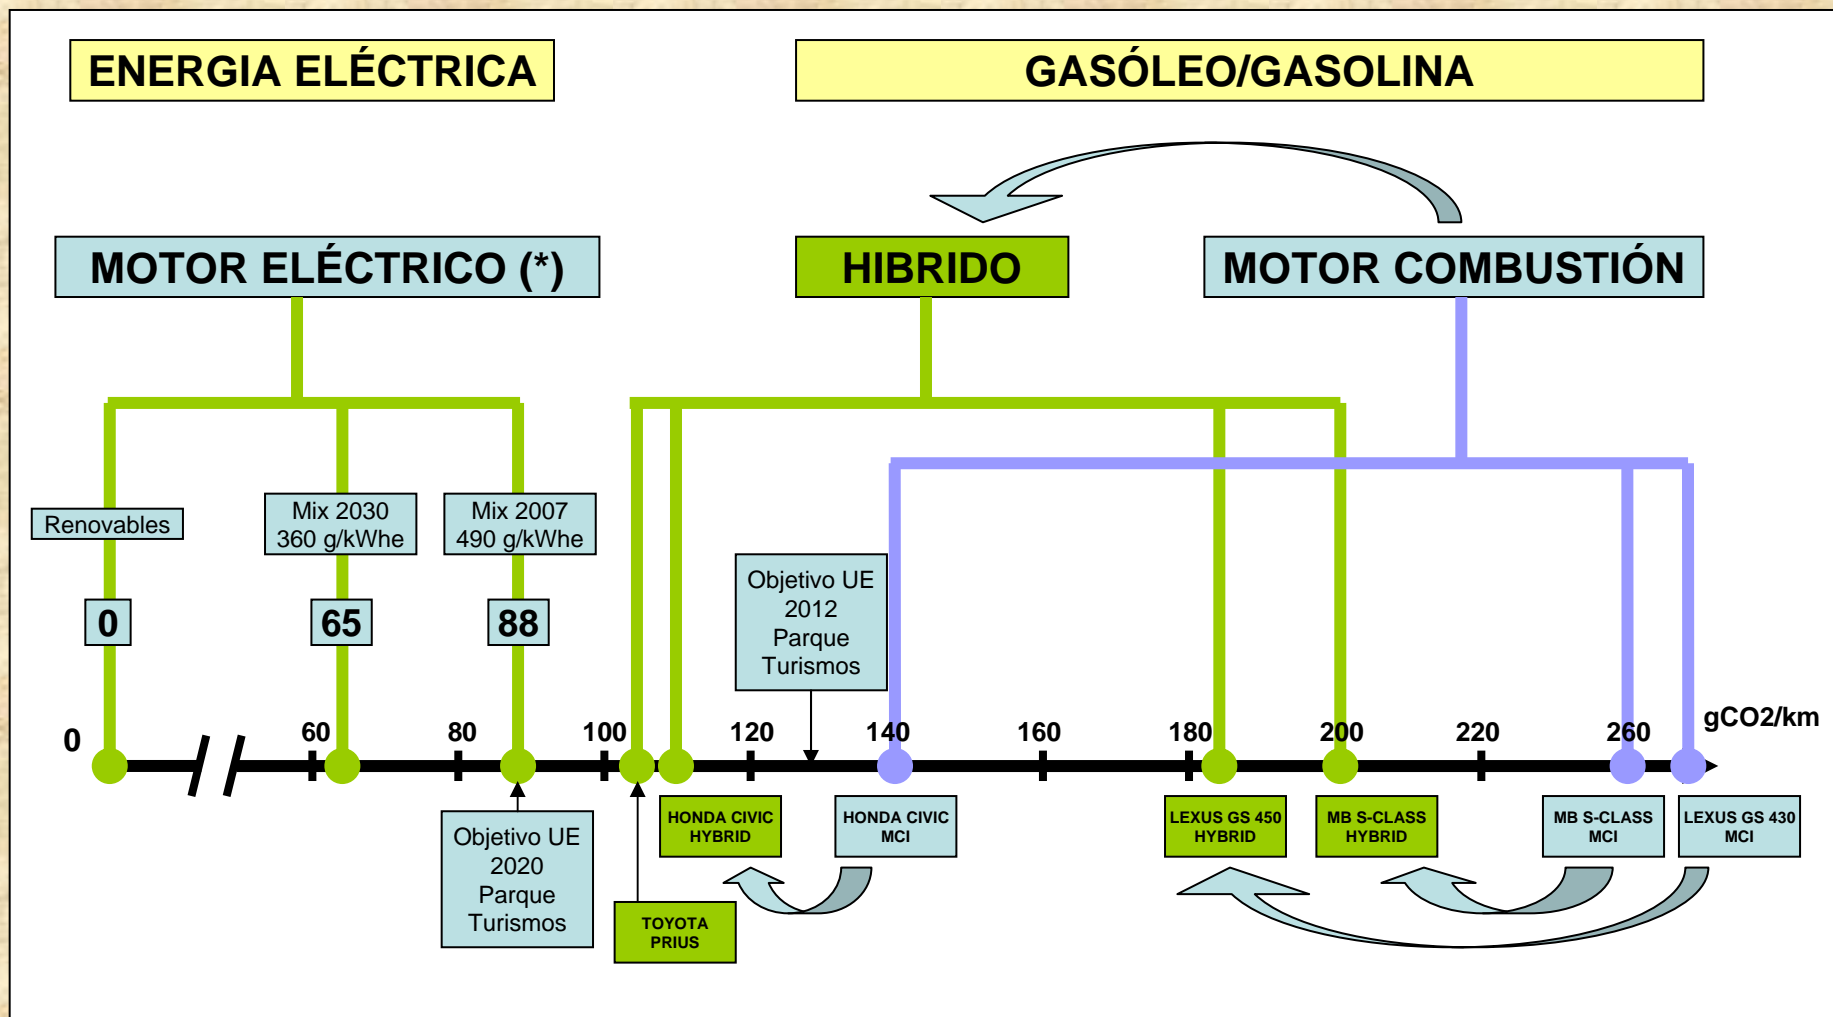 ENERGIA ELÉCTRICA
GASÓLEO/GASOLINA
MOTOR ELÉCTRICO (*)
HIBRIDO
MOTOR COMBUSTIÓN
Renovables
Mix 2030
360 g/kWhe
Mix 2007
490 g/kWhe
0
65
88
Objetivo UE
2012
Parque
Turismos
0
60
80
100
120
140
160
180
200
220
260
gCO2/km
Objetivo UE
2020
Parque
Turismos
TOYOTA
PRIUS
HONDA CIVIC
HYBRID
HONDA CIVIC
MCI
LEXUS GS 450
HYBRID
MB S-CLASS
HYBRID
MB S-CLASS
MCI
LEXUS GS 430
MCI